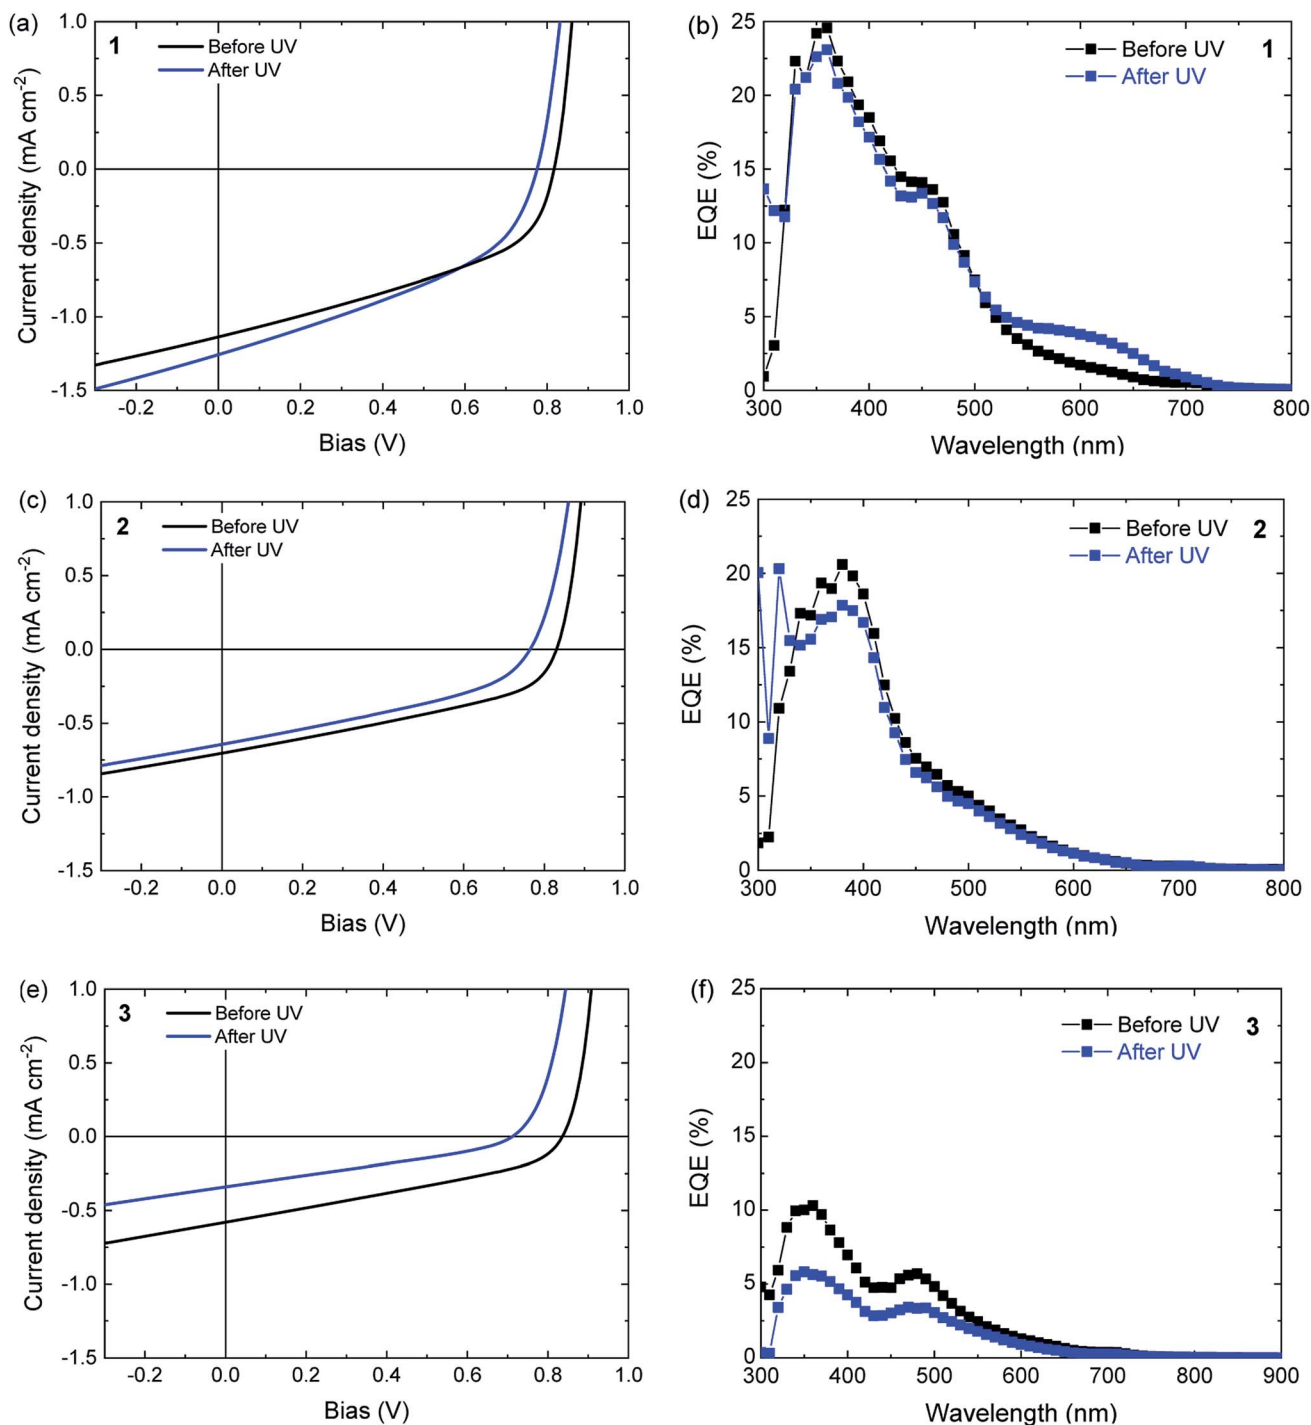 (a)
1
Before UV
After UV
1.0
0.5
0.0
-0.5
-1.0
-1.5
-0.2
0.0
0.2
0.4
0.6
0.8
1.0
Current density (mA cm⁻²)
Bias (V)
(b)
Before UV
1
After UV
25
20
15
10
5
0
300
400
500
600
700
800
EQE (%)
Wavelength (nm)
(c)
2
Before UV
After UV
1.0
0.5
0.0
-0.5
-1.0
-1.5
-0.2
0.0
0.2
0.4
0.6
0.8
1.0
Current density (mA cm⁻²)
Bias (V)
(d)
Before UV
2
After UV
25
20
15
10
5
0
300
400
500
600
700
800
EQE (%)
Wavelength (nm)
(e)
3
Before UV
After UV
1.0
0.5
0.0
-0.5
-1.0
-1.5
-0.2
0.0
0.2
0.4
0.6
0.8
1.0
Current density (mA cm⁻²)
Bias (V)
(f)
Before UV
3
After UV
25
20
15
10
5
0
300
400
500
600
700
800
900
EQE (%)
Wavelength (nm)